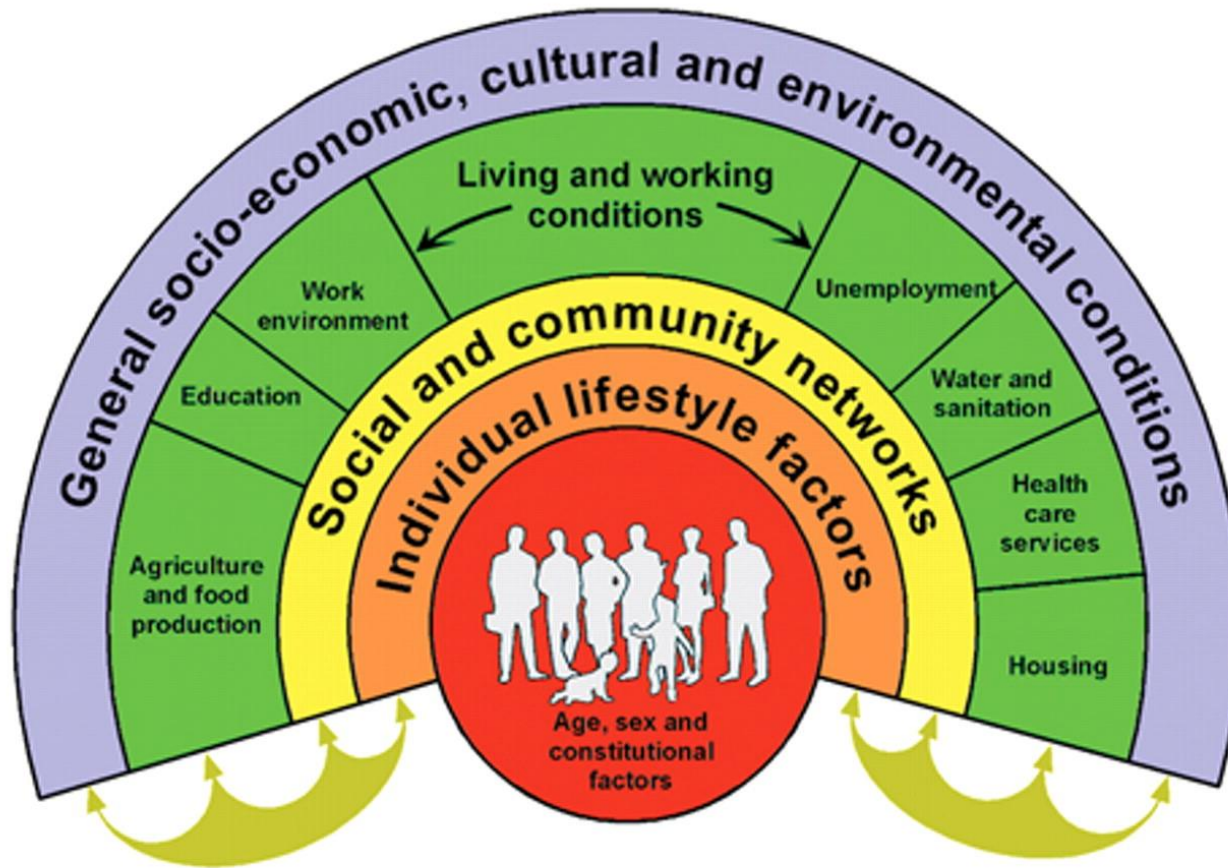 General socio-economic, cultural and environmental conditions
Living and working
conditions
Work
environment
Unemployment
Education
Water and
sanitation
Agriculture
and food
production
Health
care
services
Housing
Social and community networks
Individual lifestyle factors
Age, sex and
constitutional
factors